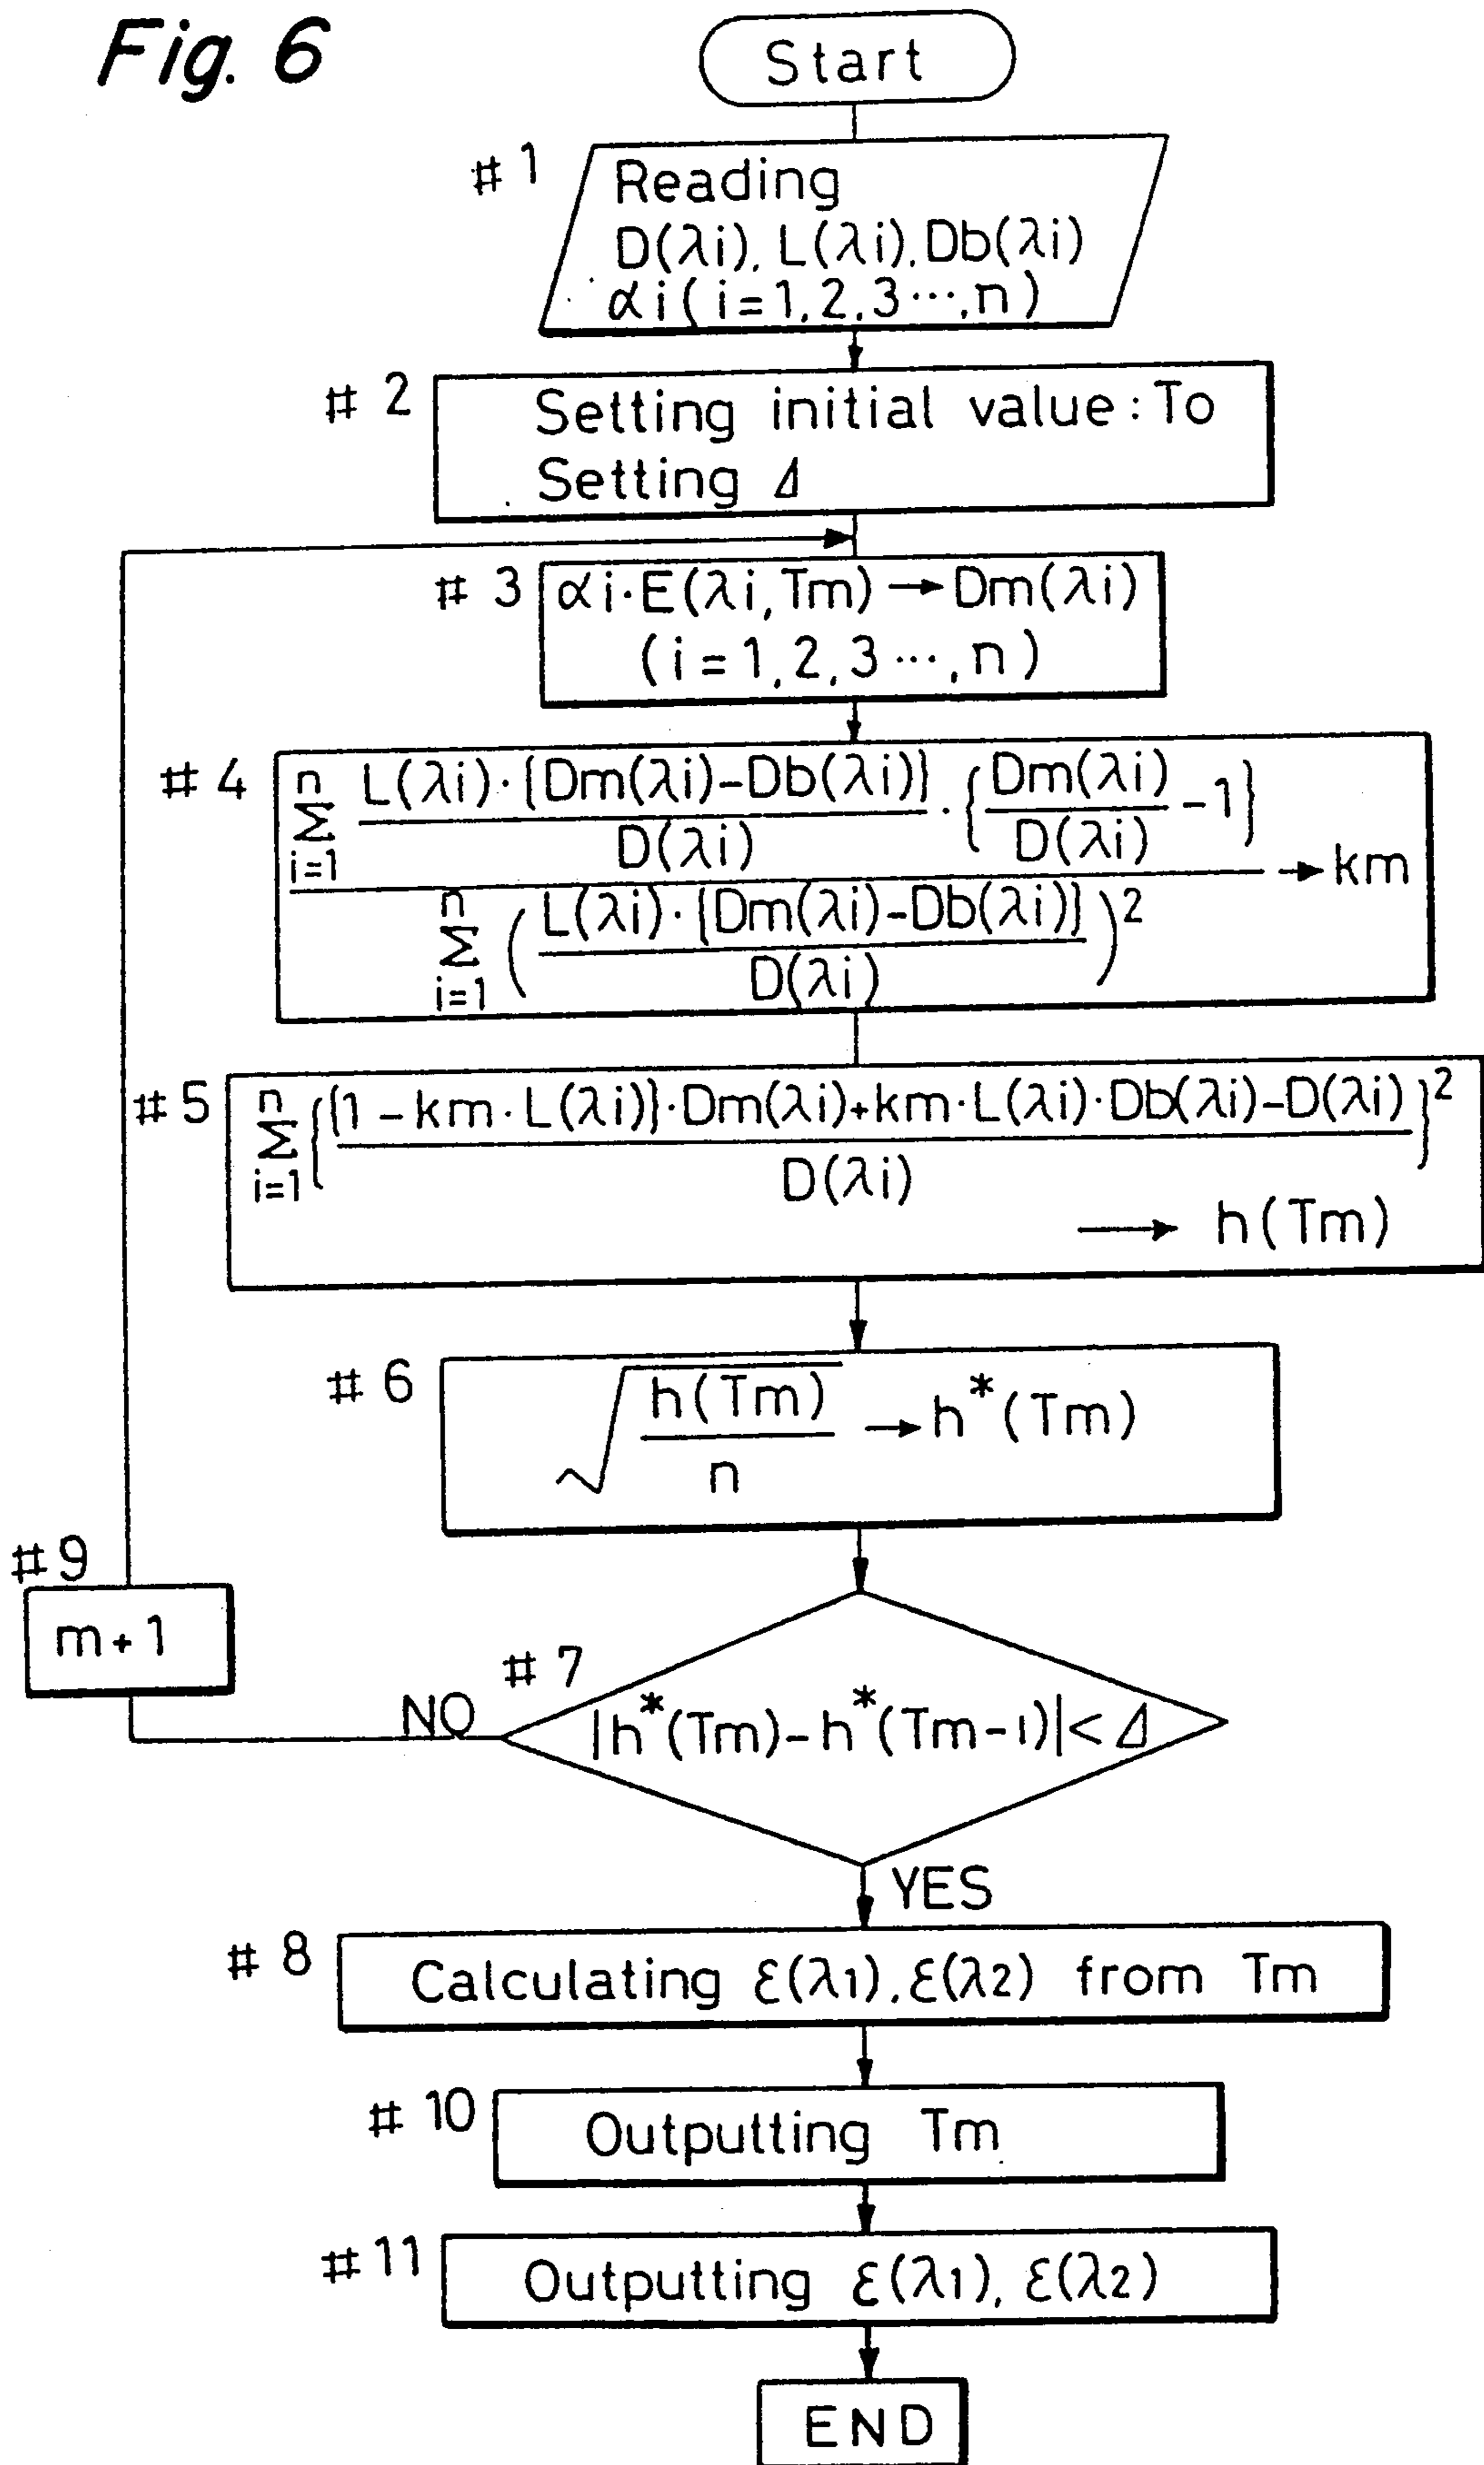 Fig. 6
Start
# 1
Reading
D(λi), L(λi), Db(λi)
αi (i=1,2,3···,n)
# 2
Setting initial value : To
Setting Δ
# 3
αi·E(λi,Tm) → Dm(λi)
(i=1,2,3···,n)
# 4
n
Σ
i=1
L(λi)·{Dm(λi)-Db(λi)}
D(λi)
· {
Dm(λi)
D(λi)
-1}
n
Σ
i=1
(
L(λi)·{Dm(λi)-Db(λi)}
D(λi)
)2
→ km
# 5
n
Σ
i=1
{
{1-km·L(λi)}·Dm(λi)+km·L(λi)·Db(λi)-D(λi)
D(λi)
}2
→ h(Tm)
# 6
√
h(Tm)
n
→ h*(Tm)
# 7
|h*(Tm)-h*(Tm-1)|<Δ
NO
#9
m+1
YES
# 8
Calculating ε(λ1), ε(λ2) from Tm
# 10
Outputting Tm
# 11
Outputting ε(λ1), ε(λ2)
END